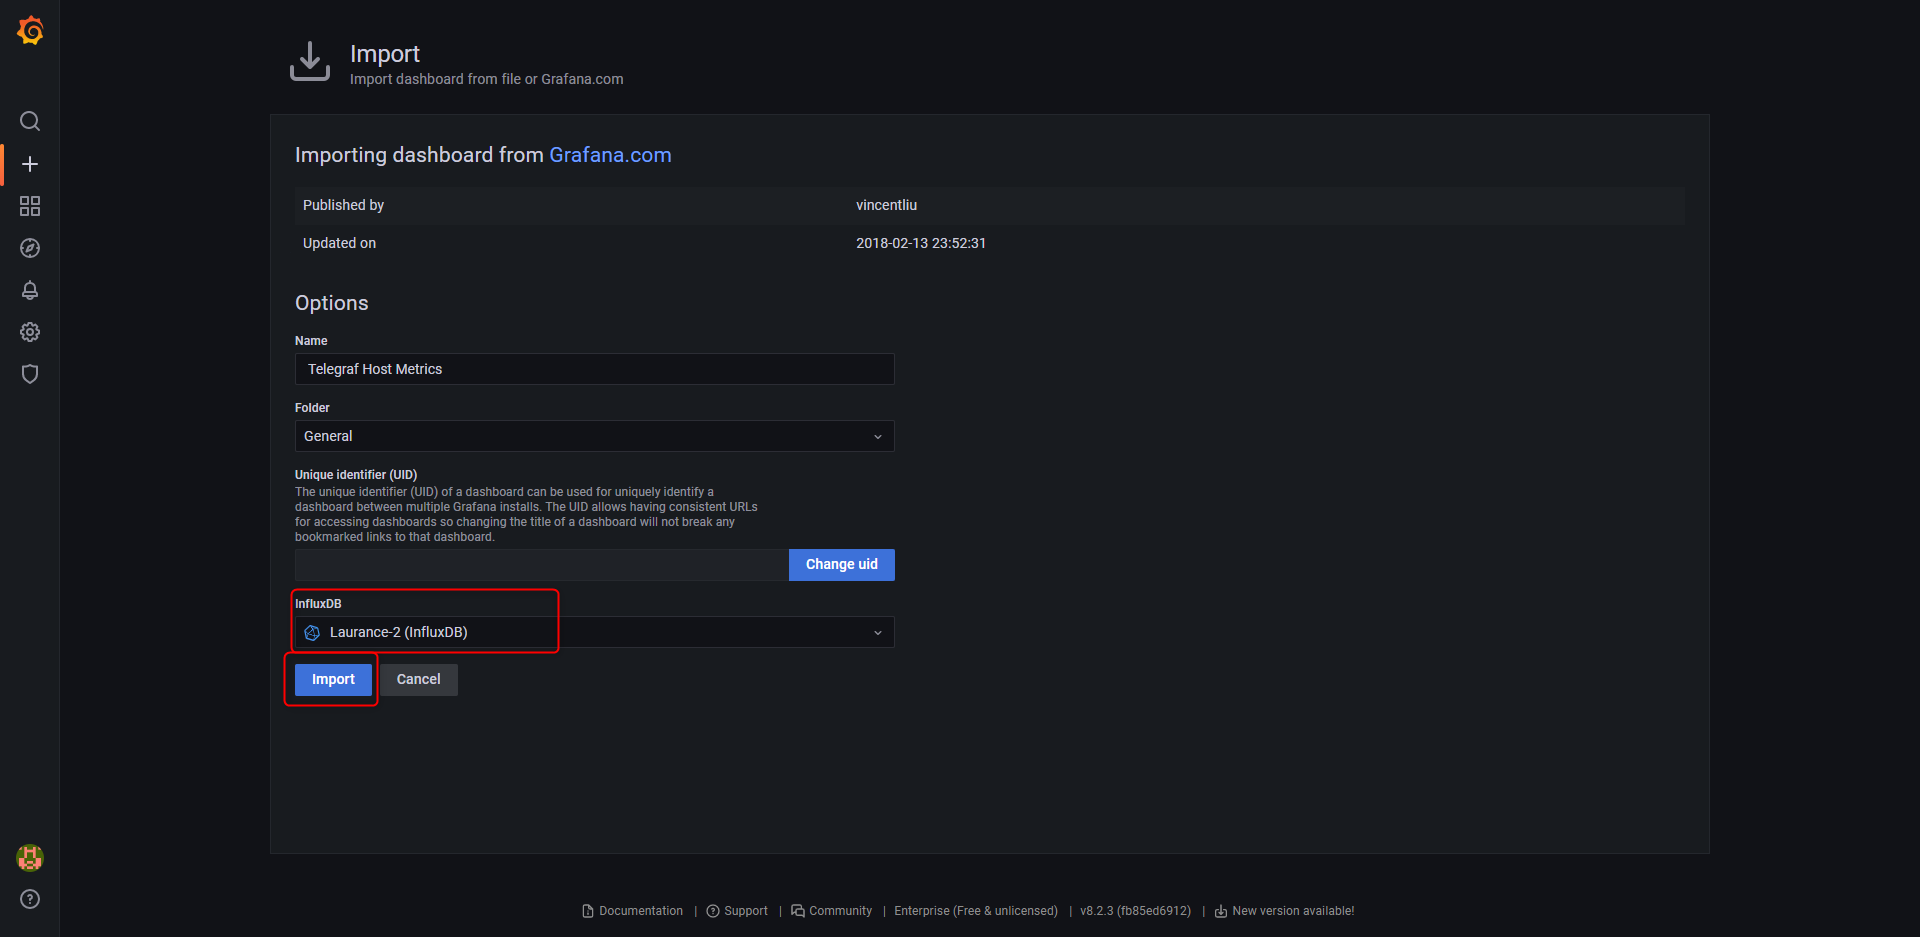 Import
Import dashboard from file or Grafana.com
Importing dashboard from Grafana.com
Published by vincentliu
Updated on 2018-02-13 23:52:31
Options
Name
Telegraf Host Metrics
Folder
General
Unique identifier (UID)
The unique identifier (UID) of a dashboard can be used for uniquely identify a
dashboard between multiple Grafana installs. The UID allows having consistent URLs
for accessing dashboards so changing the title of a dashboard will not break any
bookmarked links to that dashboard.
Change uid
InfluxDB
Laurance-2 (InfluxDB)
Import Cancel
Documentation | Support | Community | Enterprise (Free & unlicensed) | v8.2.3 (fb85ed6912) | New version available!